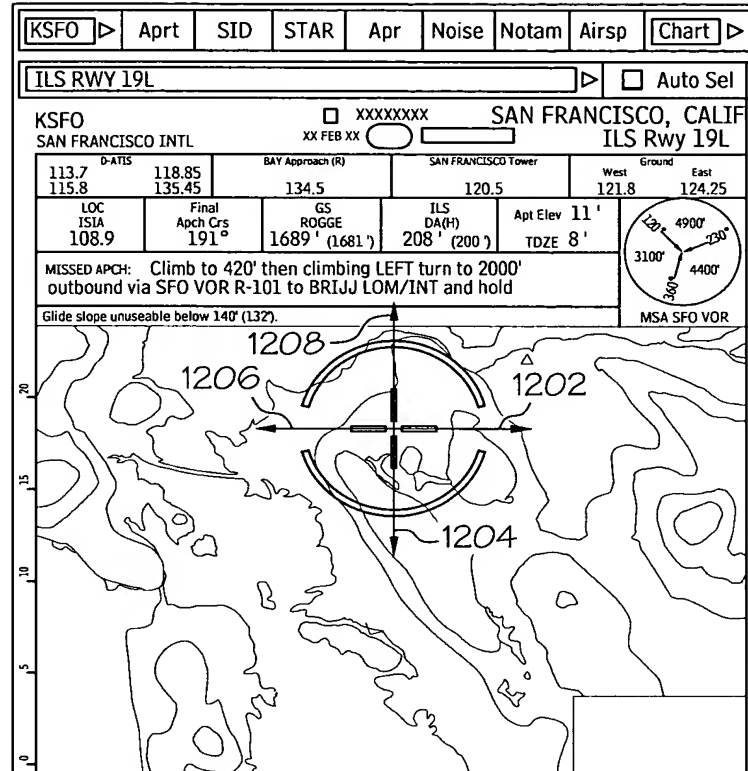 KSFO Aprt SID STAR Apr Noise Notam Airsp Chart
ILS RWY 19L Auto Sel
KSFO XXXXXXXX SAN FRANCISCO, CALIF
SAN FRANCISCO INTL XX FEB XX ILS Rwy 19L
D-ATIS BAY Approach (R) SAN FRANCISCO Tower Ground
West East
113.7 118.85
115.8 135.45 134.5 120.5 121.8 124.25
LOC Final GS ILS Apt Elev 11'
ISIA Apch Crs ROGGE DA(H)
108.9 191° 1689' (1681') 208' (200') TDZE 8'
120° 4900' 230°
3100' 4400'
360°
MISSED APCH: Climb to 420' then climbing LEFT turn to 2000'
outbound via SFO VOR R-101 to BRIJJ LOM/INT and hold
MSA SFO VOR
Glide slope unuseable below 140' (132').
1208
1206 1202
20
15
1204
10
5
0